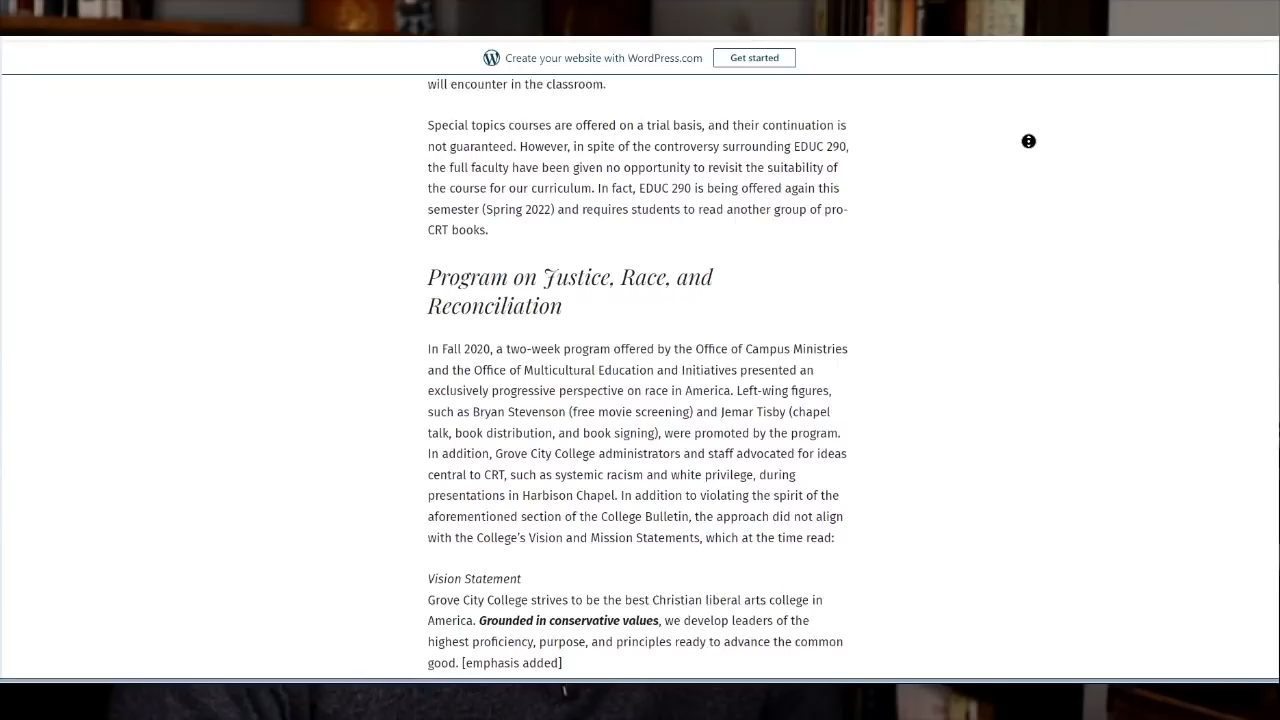 Create your website with WordPress.com
Get started
will encounter in the classroom.
Special topics courses are offered on a trial basis, and their continuation is
not guaranteed. However, in spite of the controversy surrounding EDUC 290,
the full faculty have been given no opportunity to revisit the suitability of
the course for our curriculum. In fact, EDUC 290 is being offered again this
semester (Spring 2022) and requires students to read another group of pro-
CRT books.
Program on Justice, Race, and
Reconciliation
In Fall 2020, a two-week program offered by the Office of Campus Ministries
and the Office of Multicultural Education and Initiatives presented an
exclusively progressive perspective on race in America. Left-wing figures,
such as Bryan Stevenson (free movie screening) and Jemar Tisby (chapel
talk, book distribution, and book signing), were promoted by the program.
In addition, Grove City College administrators and staff advocated for ideas
central to CRT, such as systemic racism and white privilege, during
presentations in Harbison Chapel. In addition to violating the spirit of the
aforementioned section of the College Bulletin, the approach did not align
with the College’s Vision and Mission Statements, which at the time read:
Vision Statement
Grove City College strives to be the best Christian liberal arts college in
America. Grounded in conservative values, we develop leaders of the
highest proficiency, purpose, and principles ready to advance the common
good. [emphasis added]